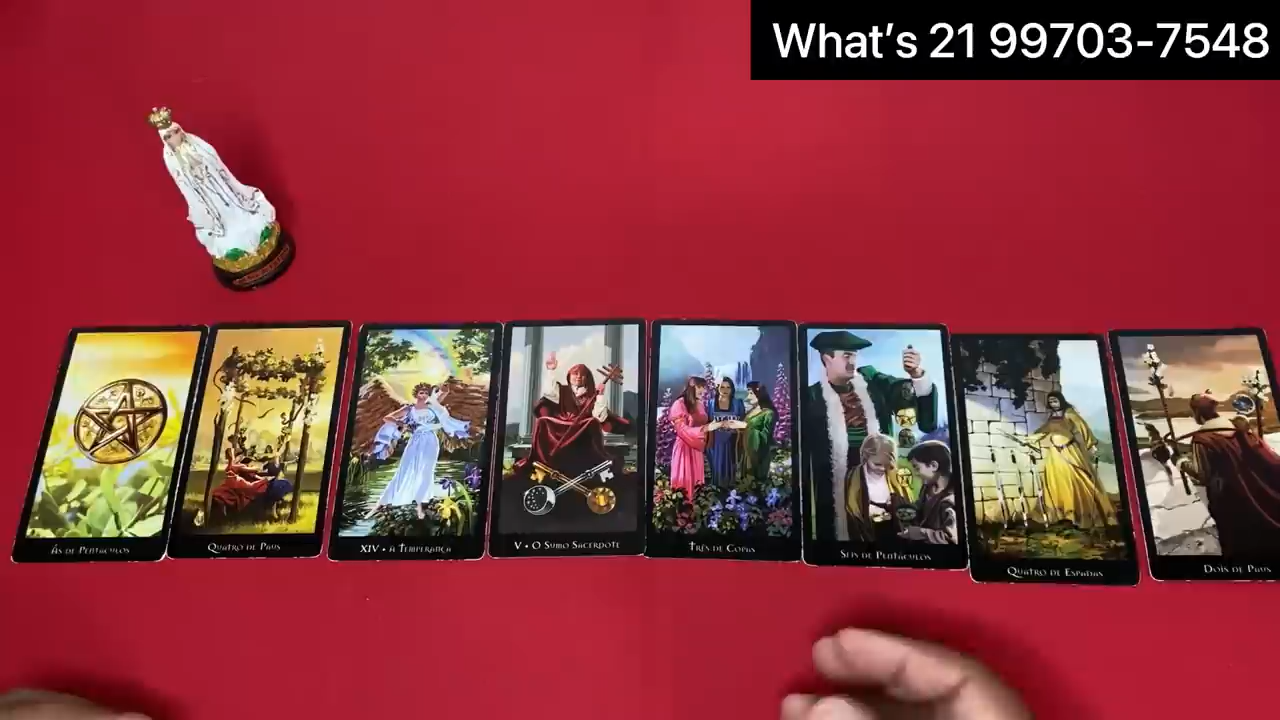 What's 21 99703-7548
Ás de Pentáculos
Quatro de Paus
XIV • A Temperança
V • O Sumo Sacerdote
Três de Copas
Seis de Pentáculos
Quatro de Espadas
Dois de Paus